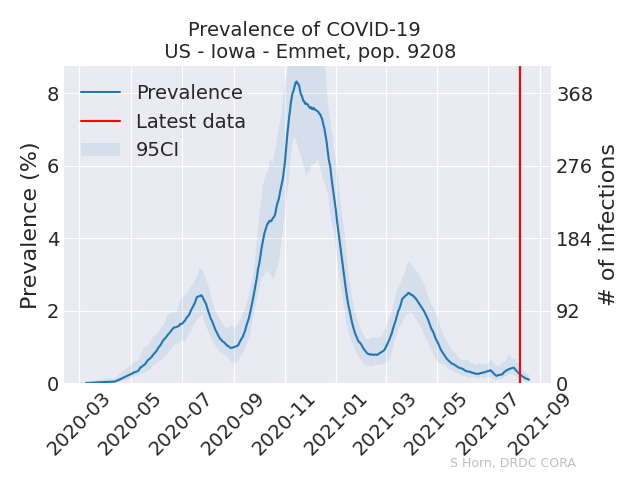 Prevalence of COVID-19
US - Iowa - Emmet, pop. 9208
Prevalence
Latest data
95CI
Prevalence (%)
8
6
4
2
0
368
276
184
92
0
# of infections
2020-03
2020-05
2020-07
2020-09
2020-11
2021-01
2021-03
2021-05
2021-07
2021-09
S Horn, DRDC CORA